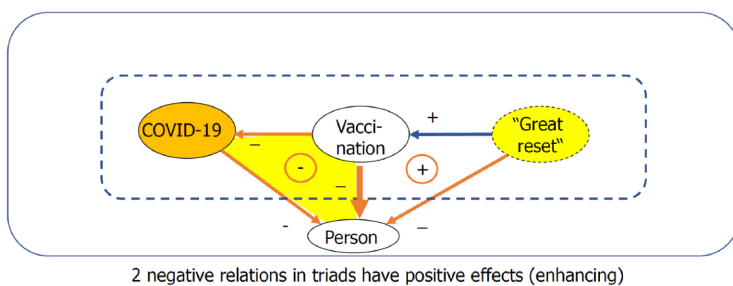 COVID-19
Vacci-
nation
"Great
reset"
+
–
-
+
–
-
–
Person
2 negative relations in triads have positive effects (enhancing)